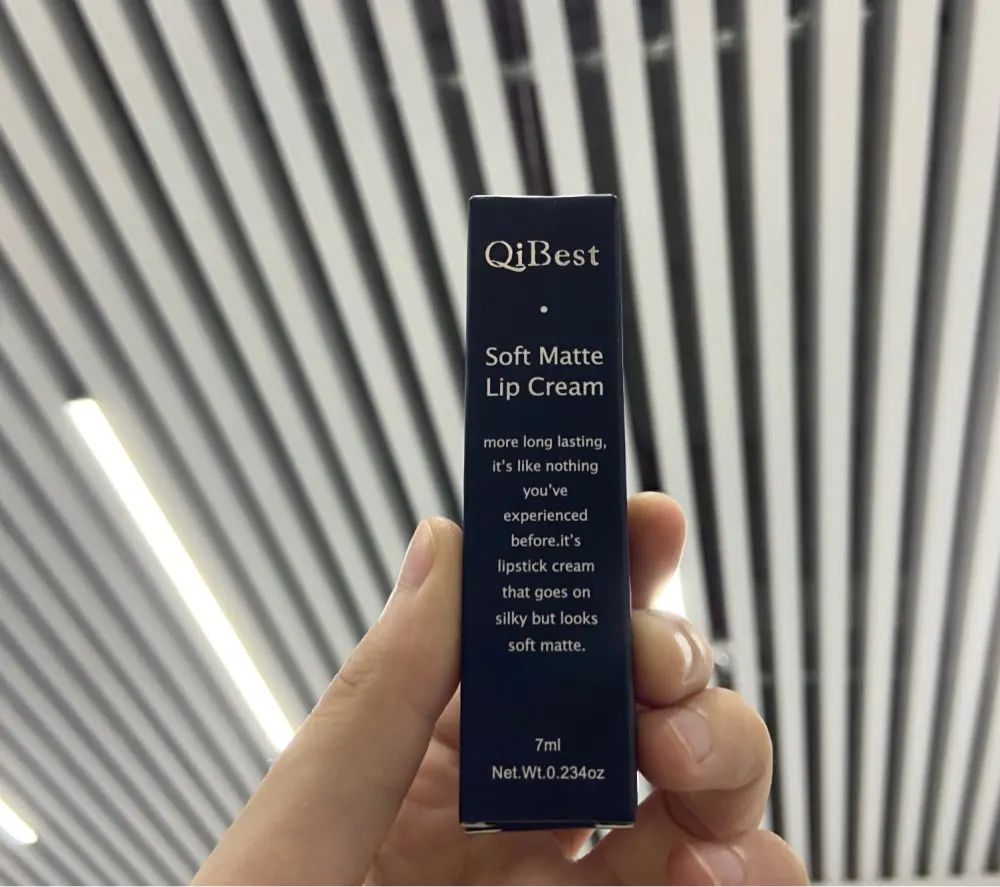 QiBest
Soft Matte
Lip Cream
more long lasting,
it's like nothing
you've
experienced
before.it's
lipstick cream
that goes on
silky but looks
soft matte.
7ml
Net.Wt.0.234oz